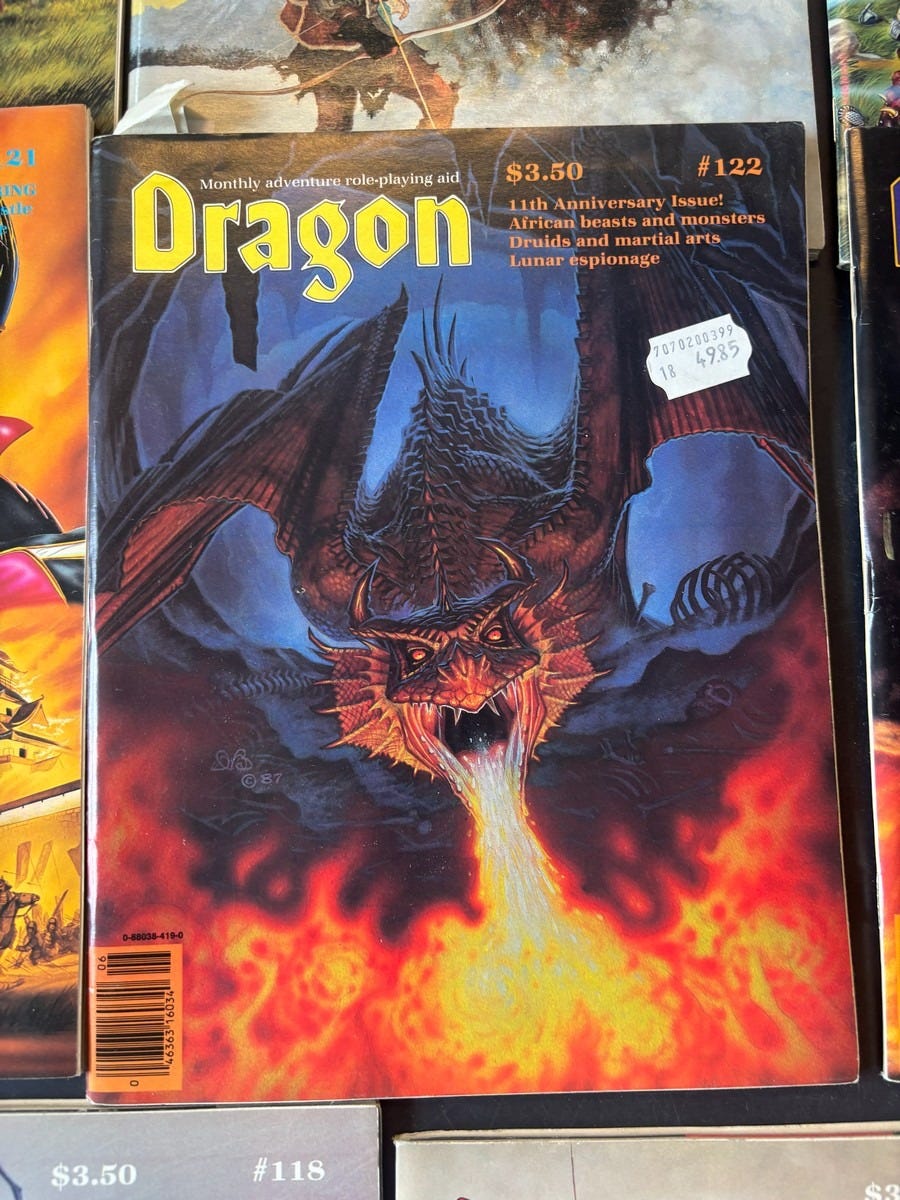 21
Monthly adventure role-playing aid
Dragon
$3.50
#122
11th Anniversary Issue!
African beasts and monsters
Druids and martial arts
Lunar espionage
7070200399
18 49.85
© 87
0-88038-419-0
06
0 46363 16034
$3.50
#118